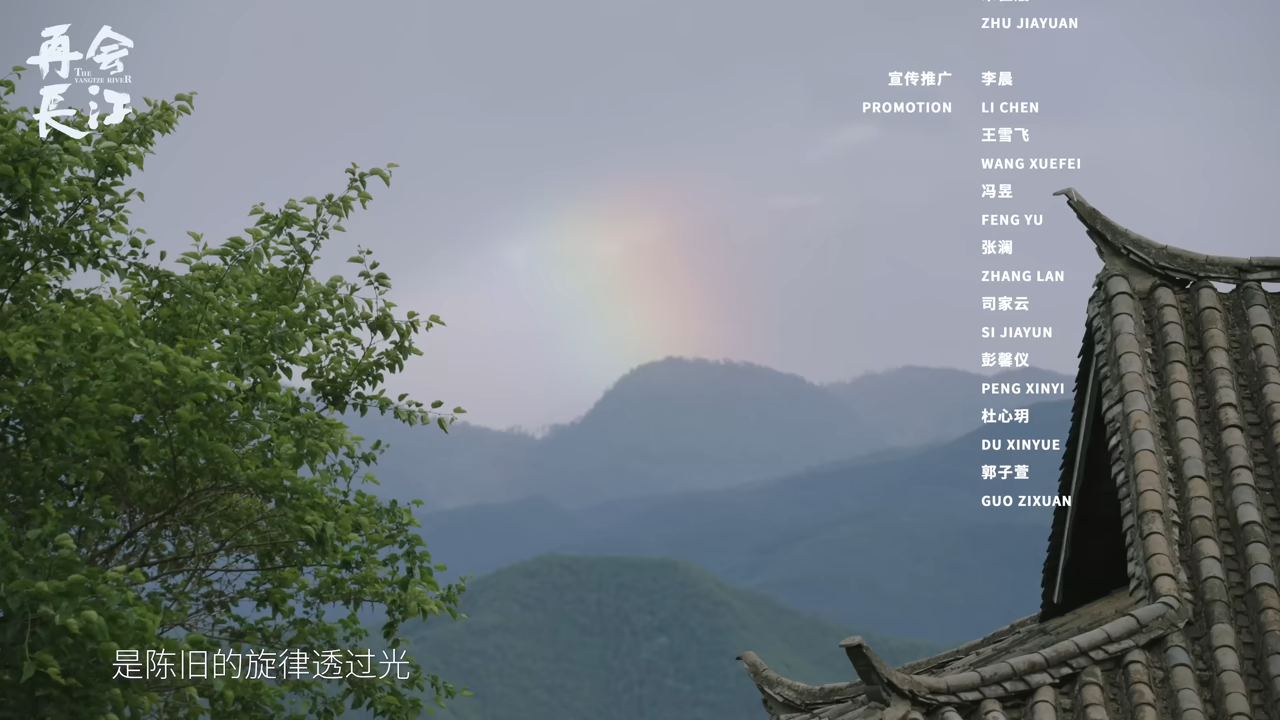 再会
THE
YANGTZE RIVER
长江
ZHU JIAYUAN
宣传推广 李晨
PROMOTION LI CHEN
王雪飞
WANG XUEFEI
冯昱
FENG YU
张澜
ZHANG LAN
司家云
SI JIAYUN
彭馨仪
PENG XINYI
杜心玥
DU XINYUE
郭子萱
GUO ZIXUAN
是陈旧的旋律透过光